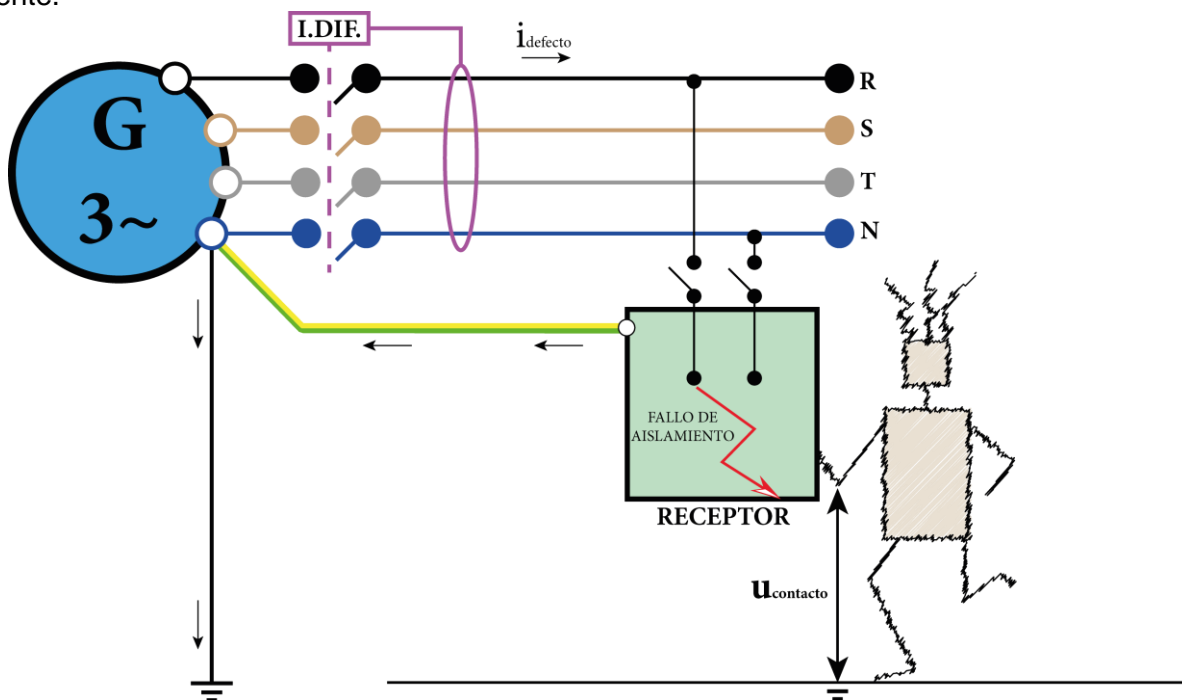 I.DIF.
idefecto
G
3~
R
S
T
N
FALLO DE
AISLAMIENTO
RECEPTOR
ucontacto